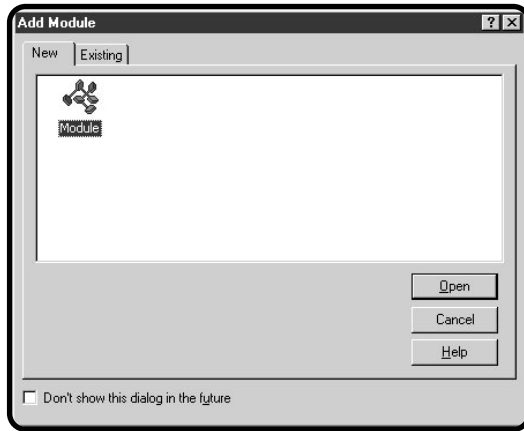 Add Module
New
Existing
Module
Open
Cancel
Help
Don't show this dialog in the future